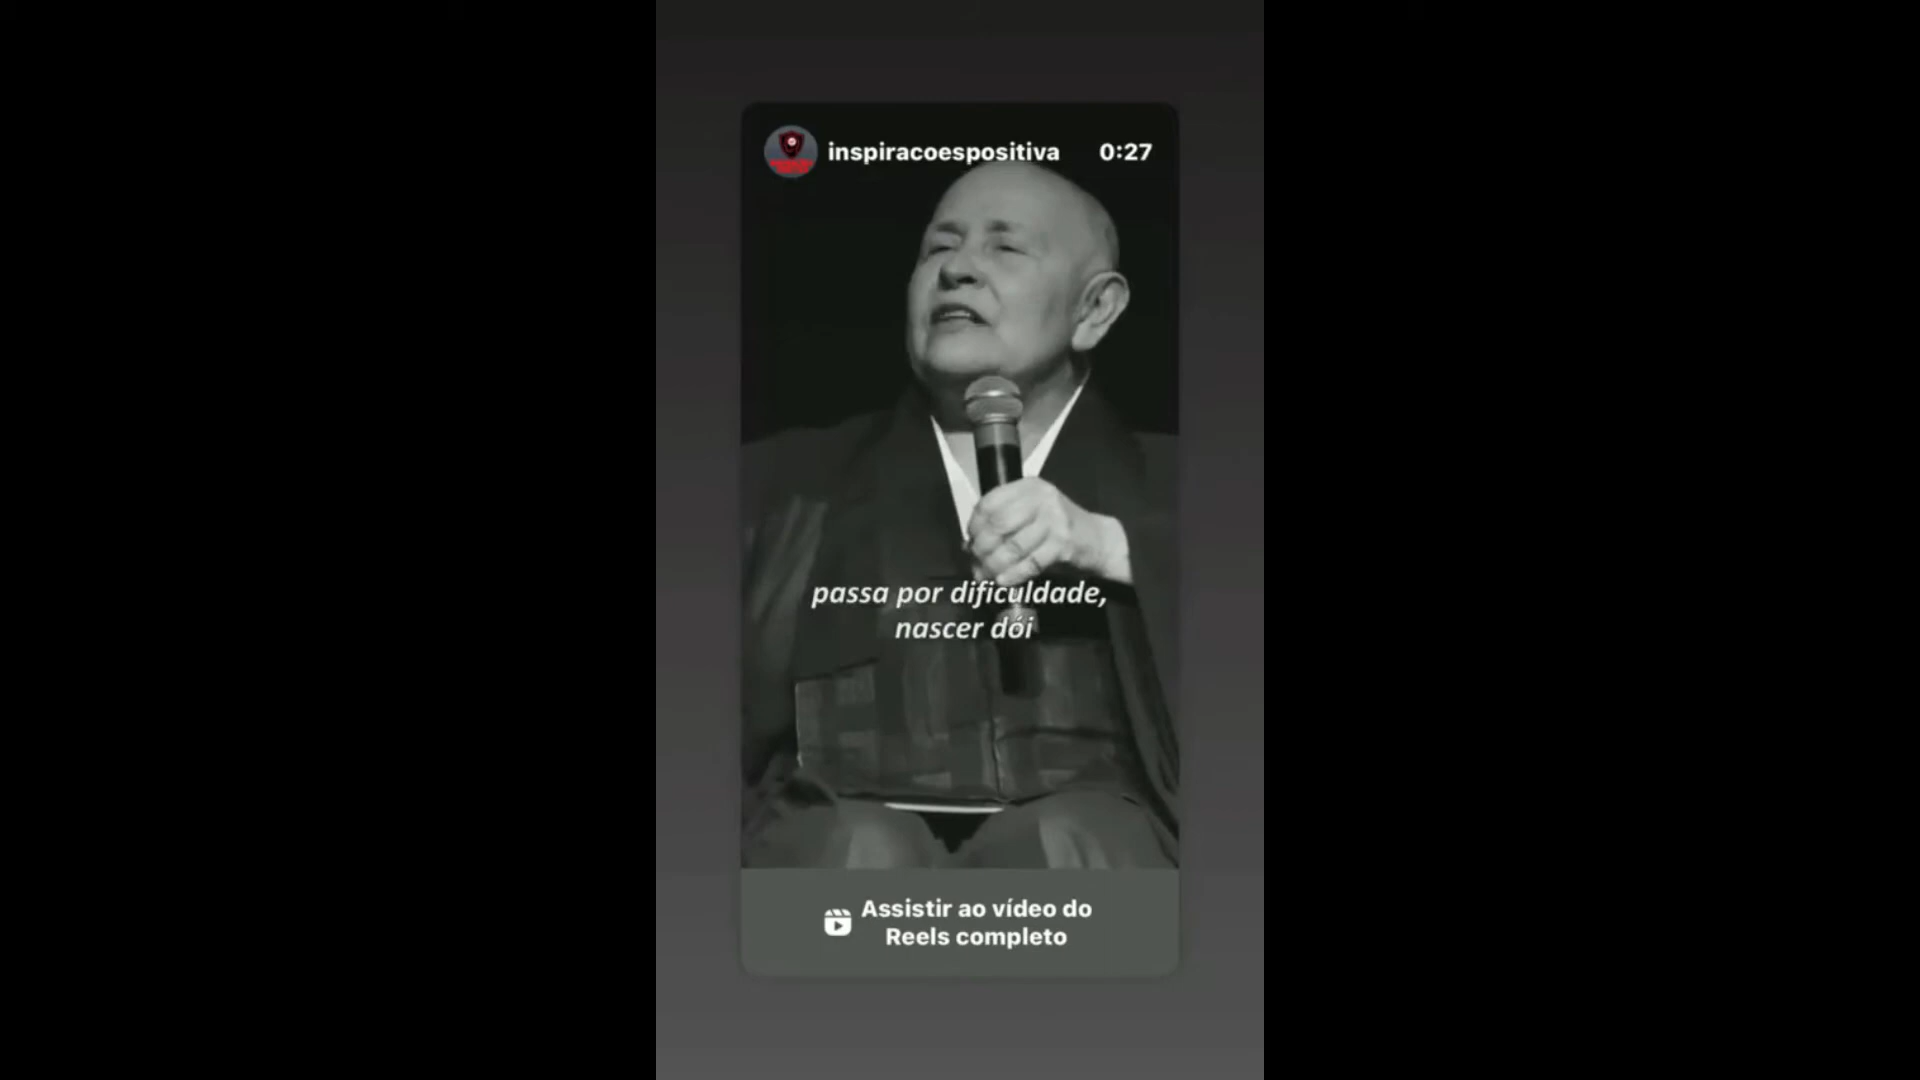 inspiracoespositiva 0:27
passa por dificuldade,
nascer dói
Assistir ao vídeo do
Reels completo